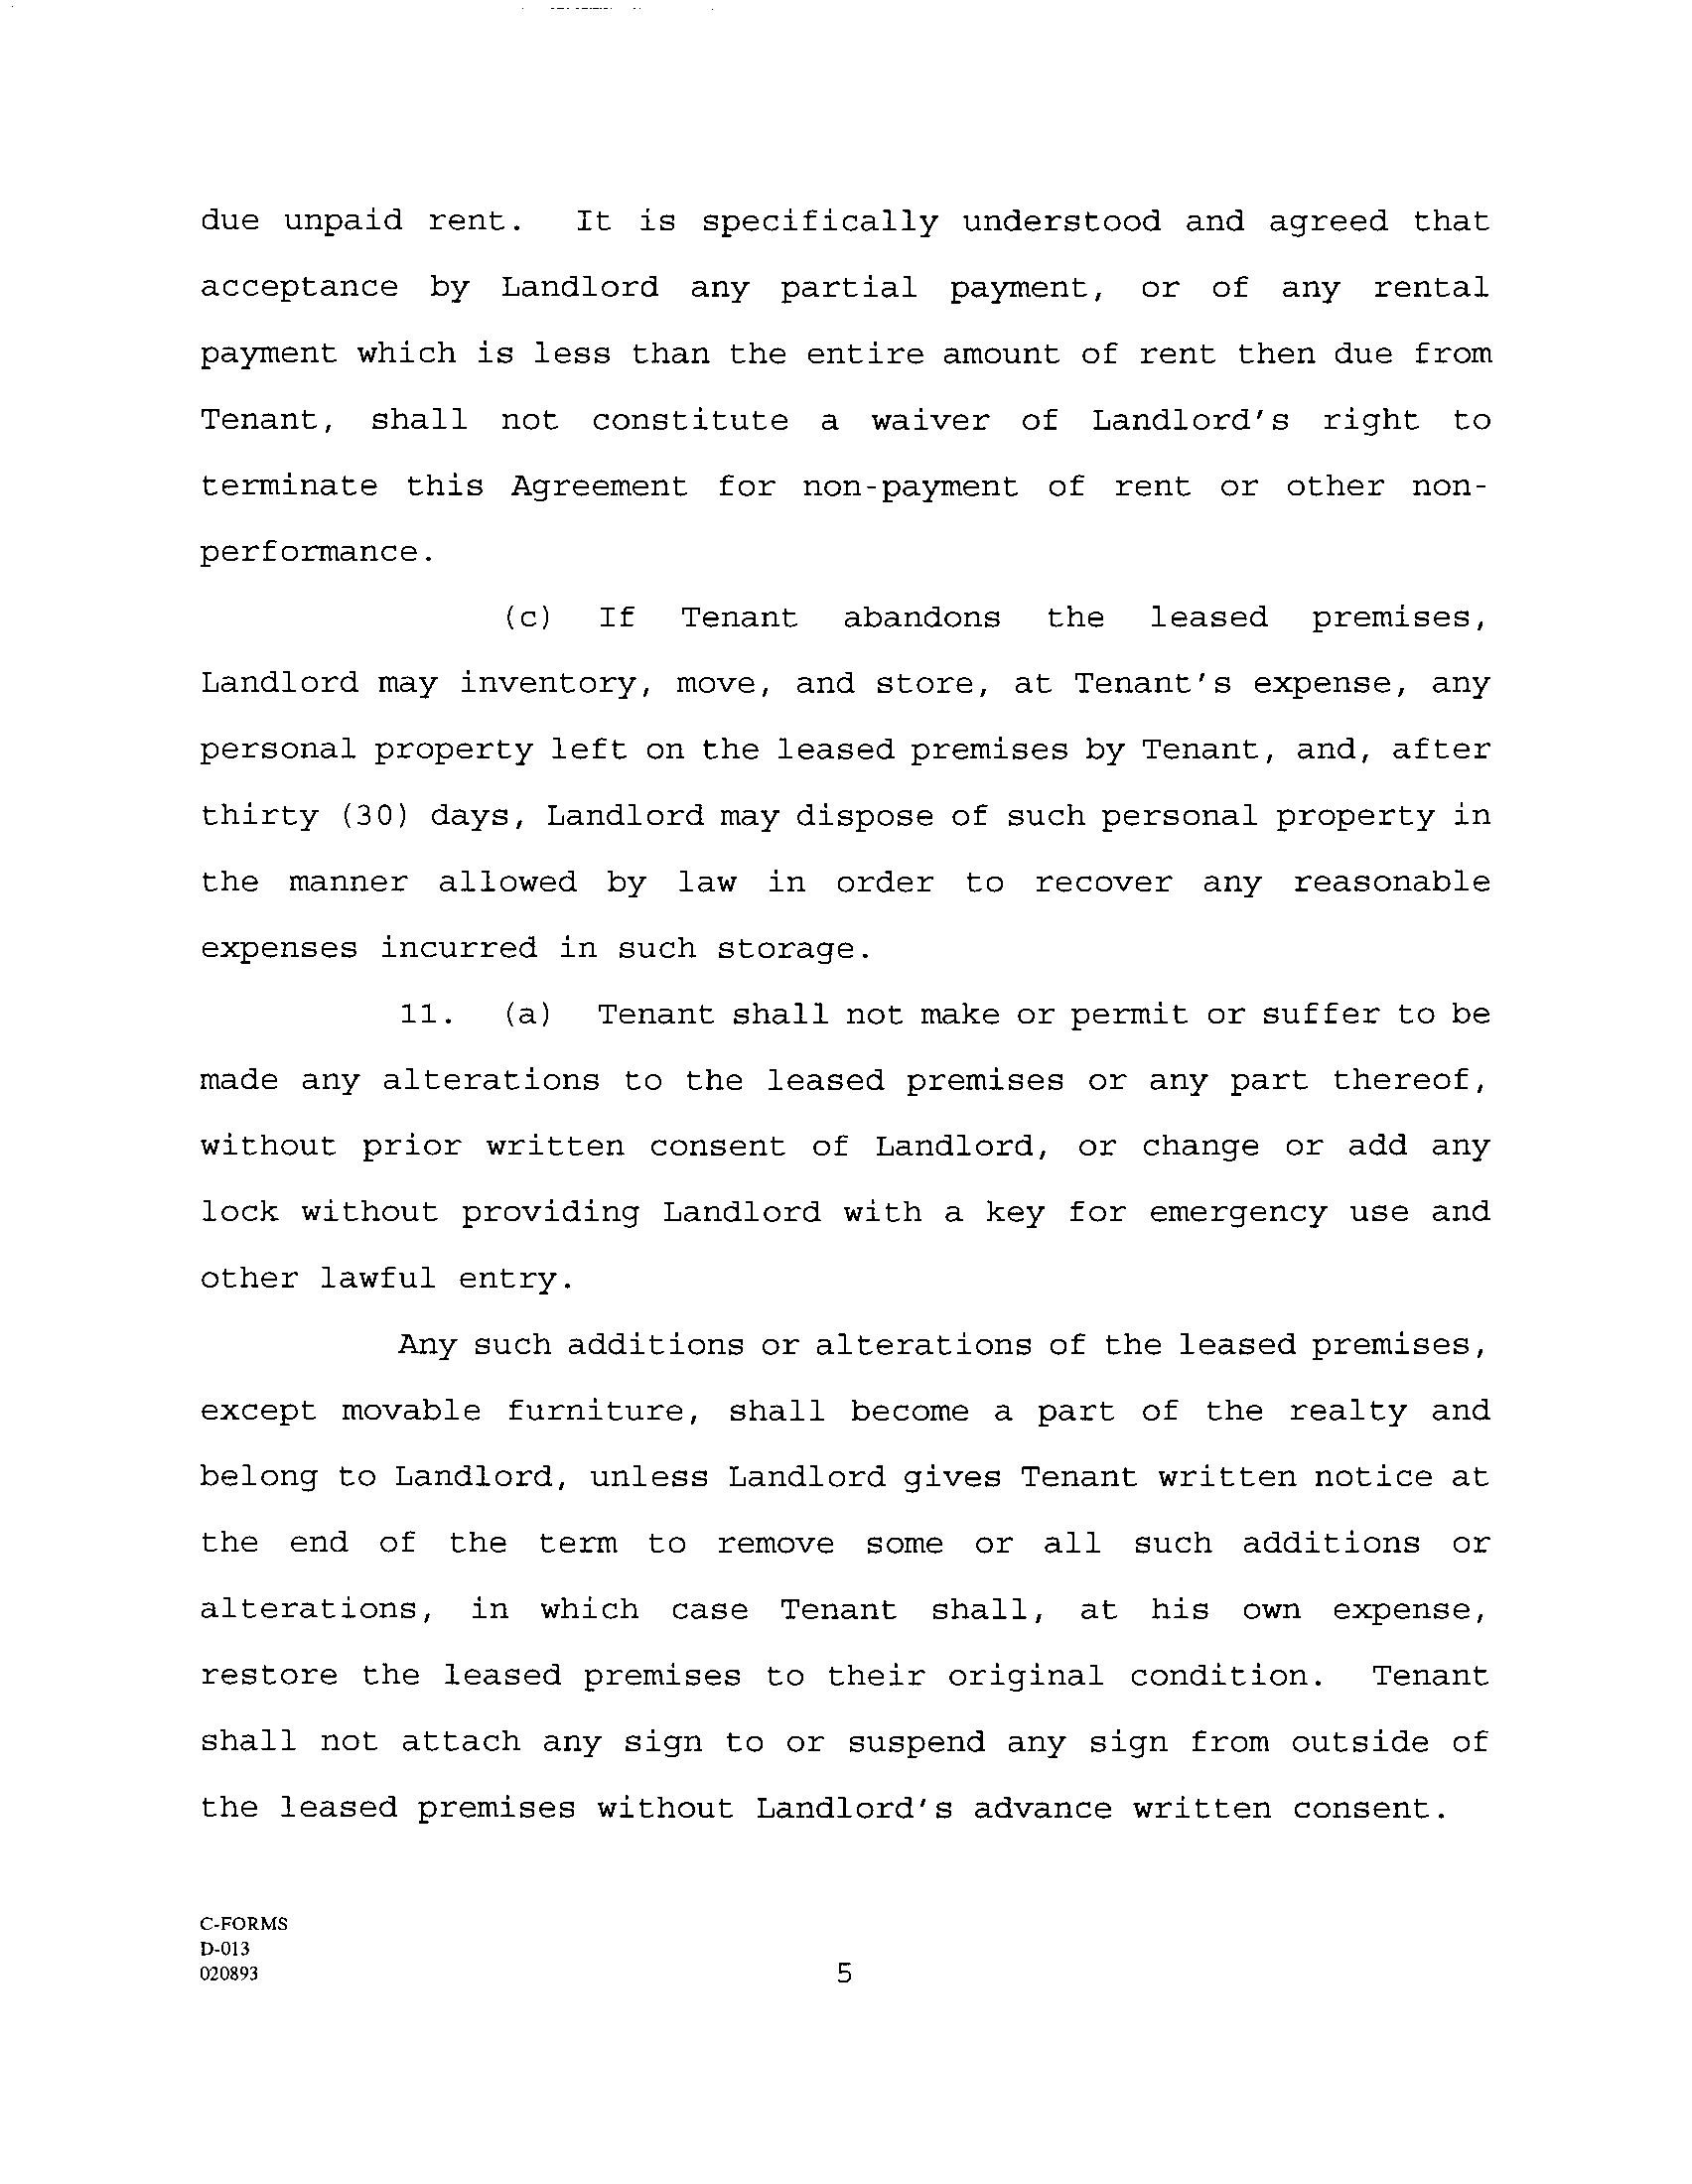 due unpaid rent. It is specifically understood and agreed that
acceptance by Landlord any partial payment, or of any rental
payment which is less than the entire amount of rent then due from
Tenant, shall not constitute a waiver of Landlord's right to
terminate this Agreement for non-payment of rent or other non-
performance.
(c) If Tenant abandons the leased premises,
Landlord may inventory, move, and store, at Tenant's expense, any
personal property left on the leased premises by Tenant, and, after
thirty (30) days, Landlord may dispose of such personal property in
the manner allowed by law in order to recover any reasonable
expenses incurred in such storage.
11. (a) Tenant shall not make or permit or suffer to be
made any alterations to the leased premises or any part thereof,
without prior written consent of Landlord, or change or add any
lock without providing Landlord with a key for emergency use and
other lawful entry.
Any such additions or alterations of the leased premises,
except movable furniture, shall become a part of the realty and
belong to Landlord, unless Landlord gives Tenant written notice at
the end of the term to remove some or all such additions or
alterations, in which case Tenant shall, at his own expense,
restore the leased premises to their original condition. Tenant
shall not attach any sign to or suspend any sign from outside of
the leased premises without Landlord's advance written consent.
C-FORMS
D-013
020893
5